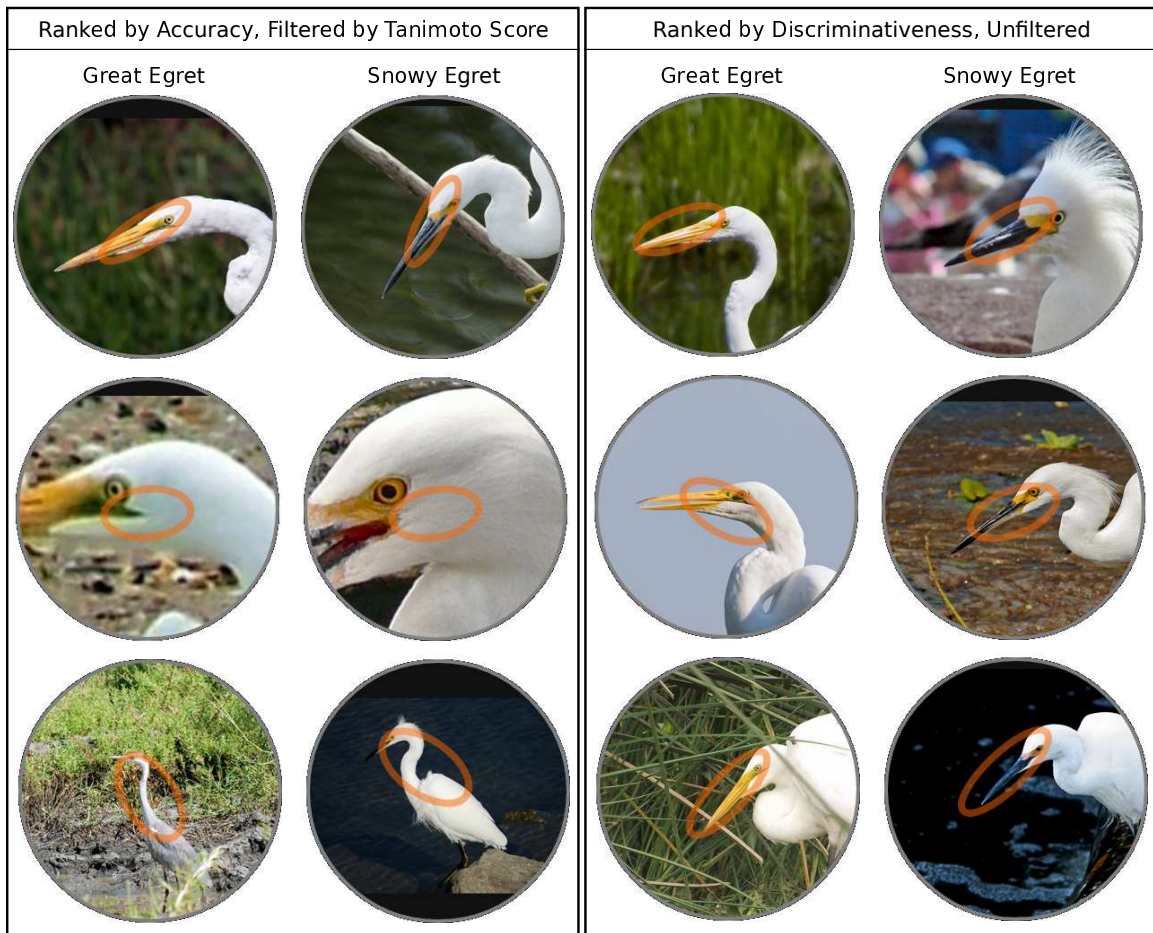 Ranked by Accuracy, Filtered by Tanimoto Score
Great Egret
Snowy Egret
Ranked by Discriminativeness, Unfiltered
Great Egret
Snowy Egret